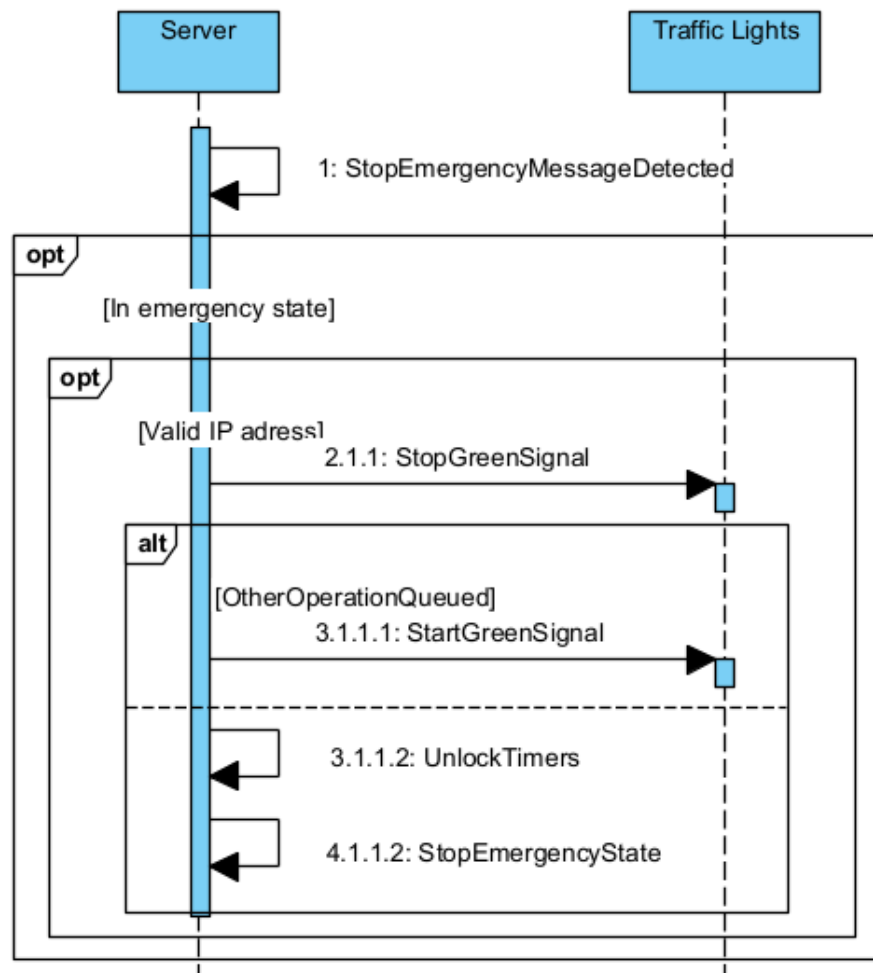 Server
Traffic Lights
1: StopEmergencyMessageDetected
opt
[In emergency state]
opt
[Valid IP adress]
2.1.1: StopGreenSignal
alt
[OtherOperationQueued]
3.1.1.1: StartGreenSignal
3.1.1.2: UnlockTimers
4.1.1.2: StopEmergencyState